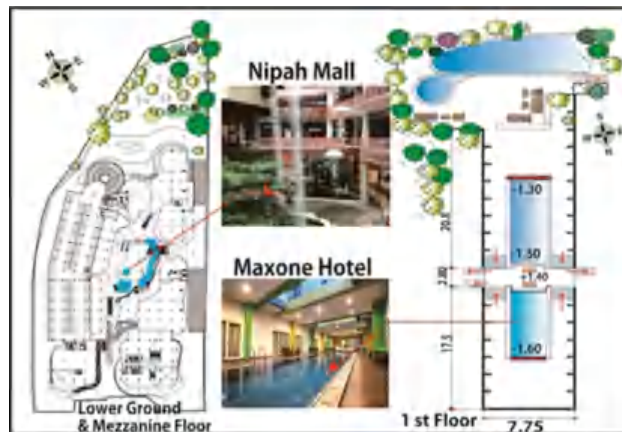 Nipah Mall
Maxone Hotel
Lower Ground
& Mezzanine Floor
-1.30
1.50
+1.40
2.80
17.5
-1.60
1 st Floor
7.75